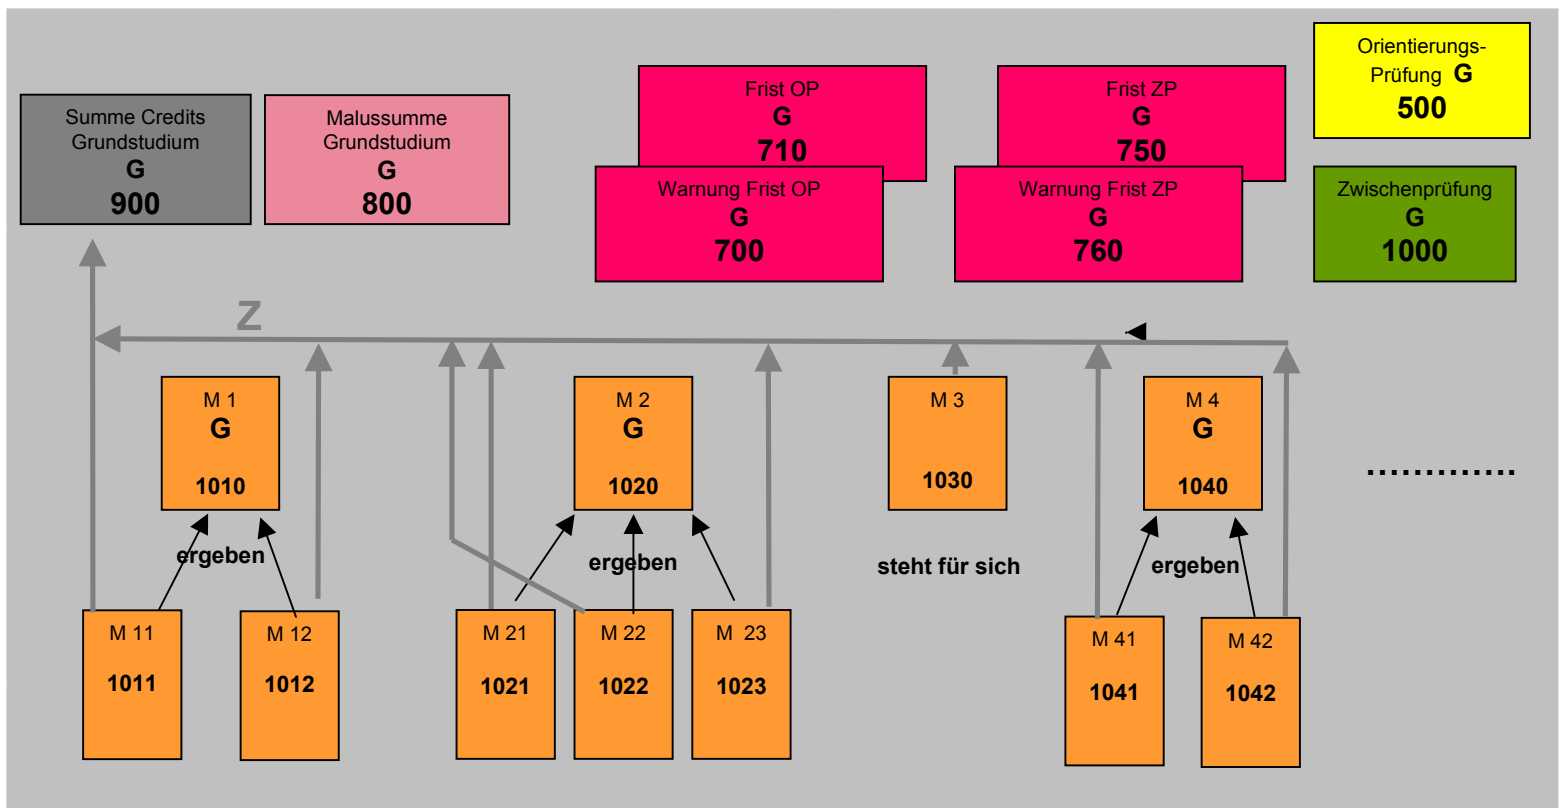 Summe Credits
Grundstudium
G
900
Malussumme
Grundstudium
G
800
Frist OP
G
710
Warnung Frist OP
G
700
Frist ZP
G
750
Warnung Frist ZP
G
760
Orientierungs-
Prüfung G
500
Zwischenprüfung
G
1000
Z
M 1
G
1010
M 2
G
1020
M 3
1030
M 4
G
1040
.............
ergeben
ergeben
steht für sich
ergeben
M 11
1011
M 12
1012
M 21
1021
M 22
1022
M 23
1023
M 41
1041
M 42
1042